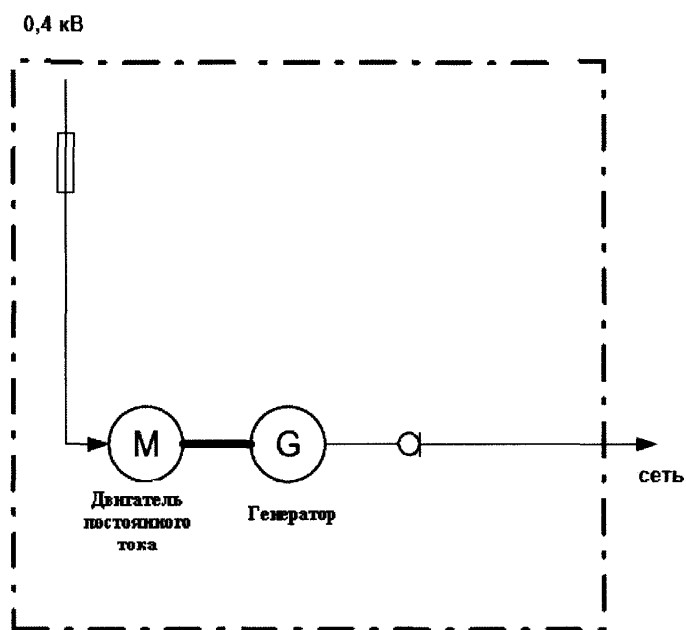 0,4 кВ
M
G
сеть
Двигатель
постоянного
тока
Генератор